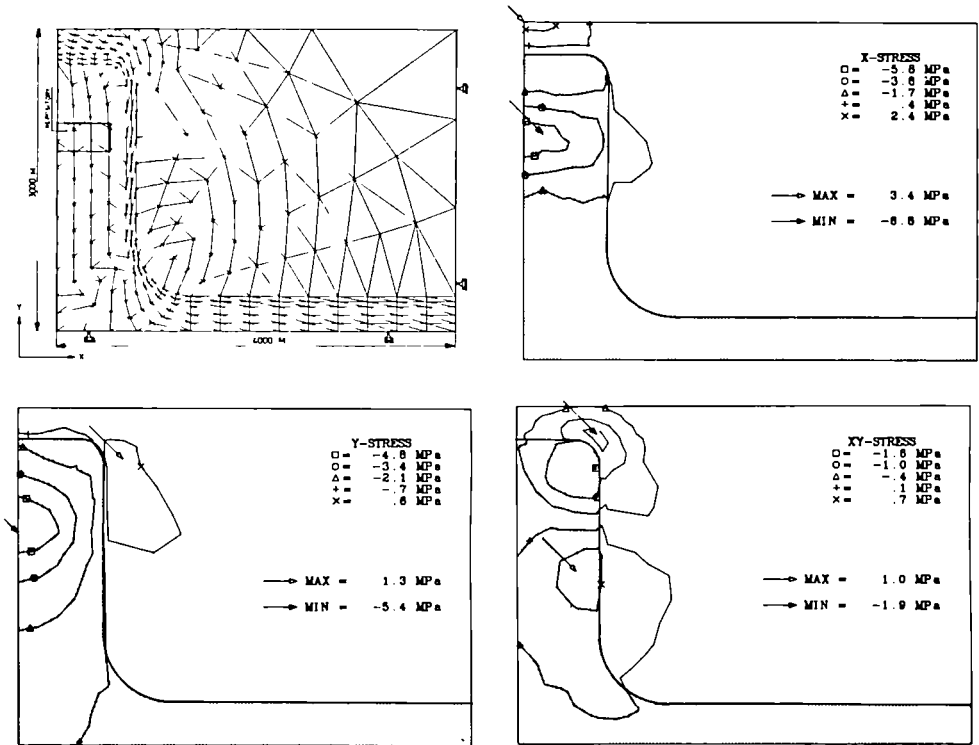 3000 M
4000 M
Y
X
X-STRESS
□= -5.8 MPa
○= -3.8 MPa
△= -1.7 MPa
+= .4 MPa
×= 2.4 MPa
MAX = 3.4 MPa
MIN = -6.8 MPa
Y-STRESS
□= -4.8 MPa
○= -3.4 MPa
△= -2.1 MPa
+= -.7 MPa
×= .6 MPa
MAX = 1.3 MPa
MIN = -5.4 MPa
XY-STRESS
□= -1.6 MPa
○= -1.0 MPa
△= -.4 MPa
+= .1 MPa
×= .7 MPa
MAX = 1.0 MPa
MIN = -1.9 MPa